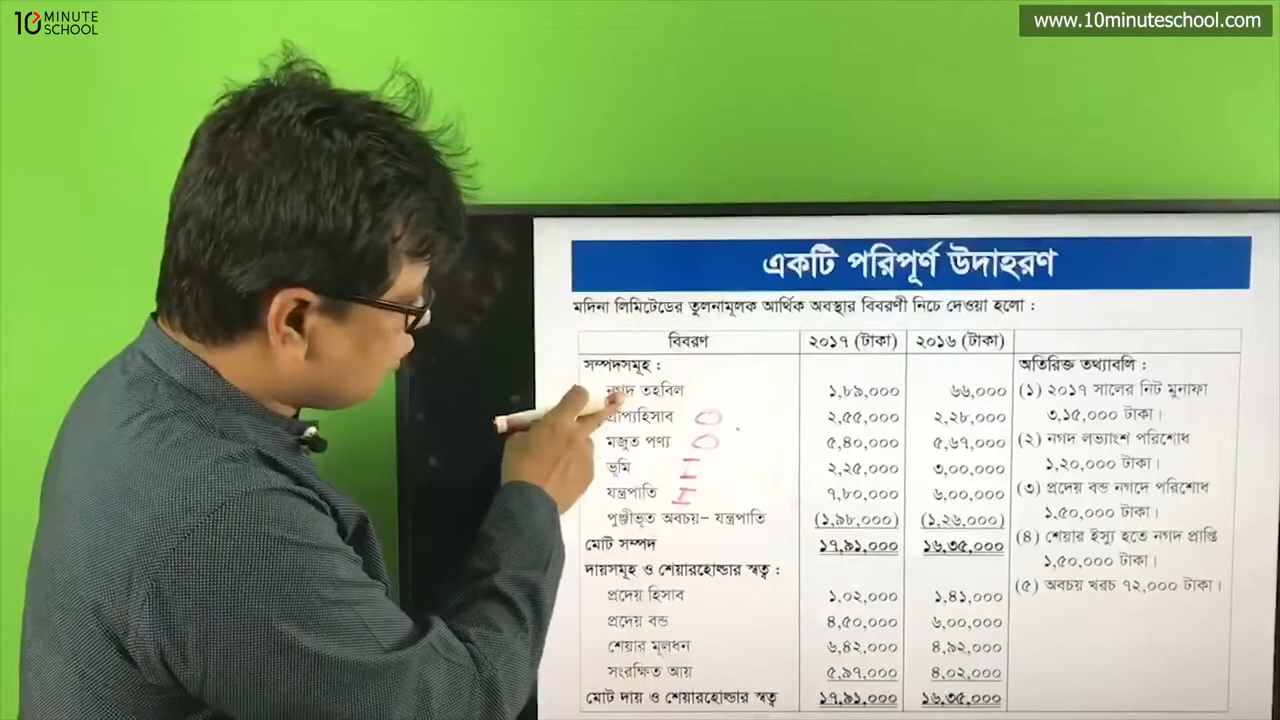 10 MINUTE SCHOOL
www.10minuteschool.com
একটি পরিপূর্ণ উদাহরণ
মদিনা লিমিটেডের তুলনামূলক আর্থিক অবস্থার বিবরণী নিচে দেওয়া হলো :
বিবরণ ২০১৭ (টাকা) ২০১৬ (টাকা)
সম্পদসমূহ : অতিরিক্ত তথ্যাবলি :
নগদ তহবিল ১,৮৯,০০০ ৬৬,০০০ (১) ২০১৭ সালের নিট মুনাফা
প্রাপ্যহিসাব ২,৫৫,০০০ ২,২৮,০০০ ৩,১৫,০০০ টাকা।
মজুত পণ্য ৫,৪০,০০০ ৫,৬৭,০০০ (২) নগদ লভ্যাংশ পরিশোধ
ভূমি ২,২৫,০০০ ৩,০০,০০০ ১,২০,০০০ টাকা।
যন্ত্রপাতি ৭,৮০,০০০ ৬,০০,০০০ (৩) প্রদেয় বন্ড নগদে পরিশোধ
পুঞ্জীভূত অবচয়– যন্ত্রপাতি (১,৯৮,০০০) (১,২৬,০০০) ১,৫০,০০০ টাকা।
মোট সম্পদ ১৭,৯১,০০০ ১৬,৩৫,০০০ (৪) শেয়ার ইস্যু হতে নগদ প্রাপ্তি
দায়সমূহ ও শেয়ারহোল্ডার স্বত্ব : ১,৫০,০০০ টাকা।
প্রদেয় হিসাব ১,০২,০০০ ১,৪১,০০০ (৫) অবচয় খরচ ৭২,০০০ টাকা।
প্রদেয় বন্ড ৪,৫০,০০০ ৬,০০,০০০
শেয়ার মূলধন ৬,৪২,০০০ ৪,৯২,০০০
সংরক্ষিত আয় ৫,৯৭,০০০ ৪,০২,০০০
মোট দায় ও শেয়ারহোল্ডার স্বত্ব ১৭,৯১,০০০ ১৬,৩৫,০০০